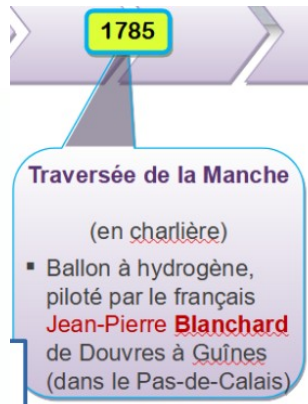 1785
Traversée de la Manche
(en charlière)
▪ Ballon à hydrogène,
piloté par le français
Jean-Pierre Blanchard
de Douvres à Guînes
(dans le Pas-de-Calais)